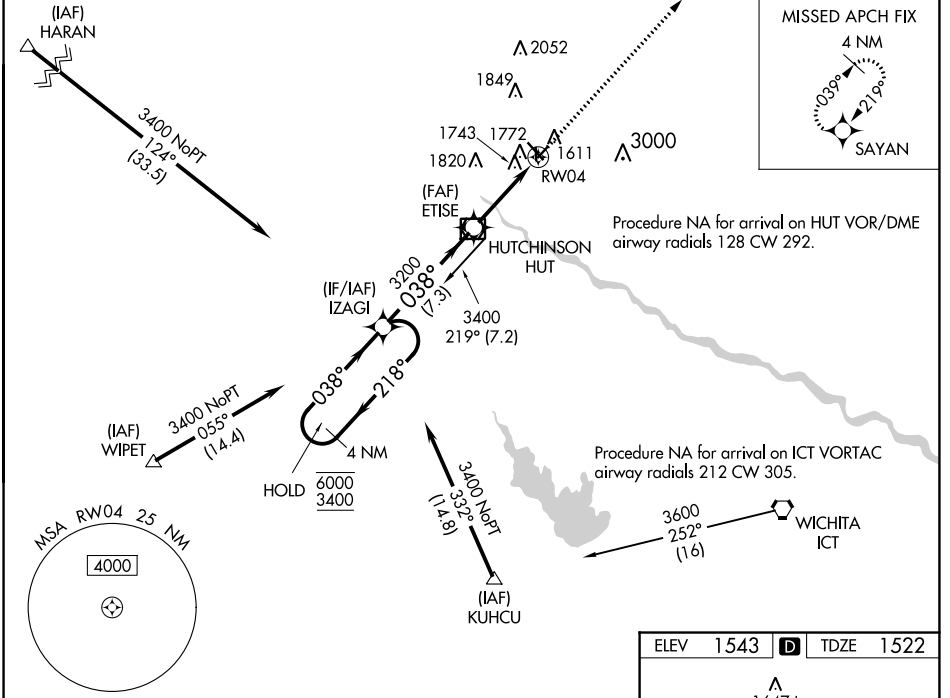 (IAF)
HARAN
3400 NoPT
124°
(33.5)
2052
1849
1743
1772
1820
1611
3000
RW04
MISSED APCH FIX
4 NM
039°
219°
SAYAN
(FAF)
ETISE
HUTCHINSON
HUT
Procedure NA for arrival on HUT VOR/DME
airway radials 128 CW 292.
3200
038°
(7.3)
3400
219° (7.2)
(IF/IAF)
IZAGI
038°
218°
4 NM
HOLD
6000
3400
(IAF)
WIPET
3400 NoPT
055°
(14.4)
3400 NoPT
332°
(14.8)
(IAF)
KUHCU
Procedure NA for arrival on ICT VORTAC
airway radials 212 CW 305.
3600
252°
(16)
WICHITA
ICT
MSA RW04 25 NM
4000
ELEV 1543 D TDZE 1522